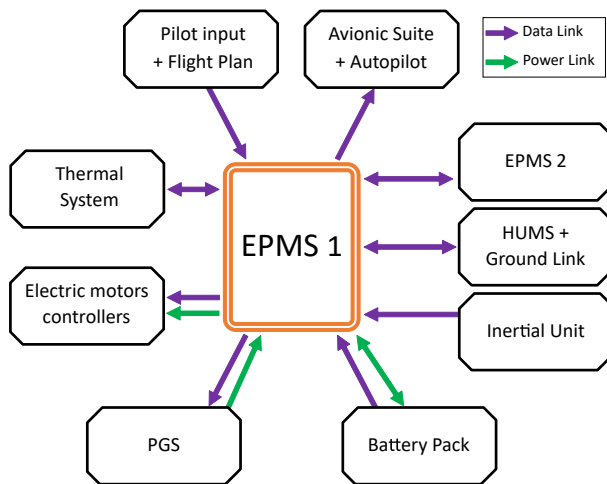 Pilot input
+ Flight Plan
Avionic Suite
+ Autopilot
Data Link
Power Link
Thermal
System
EPMS 2
EPMS 1
HUMS +
Ground Link
Electric motors
controllers
Inertial Unit
PGS
Battery Pack